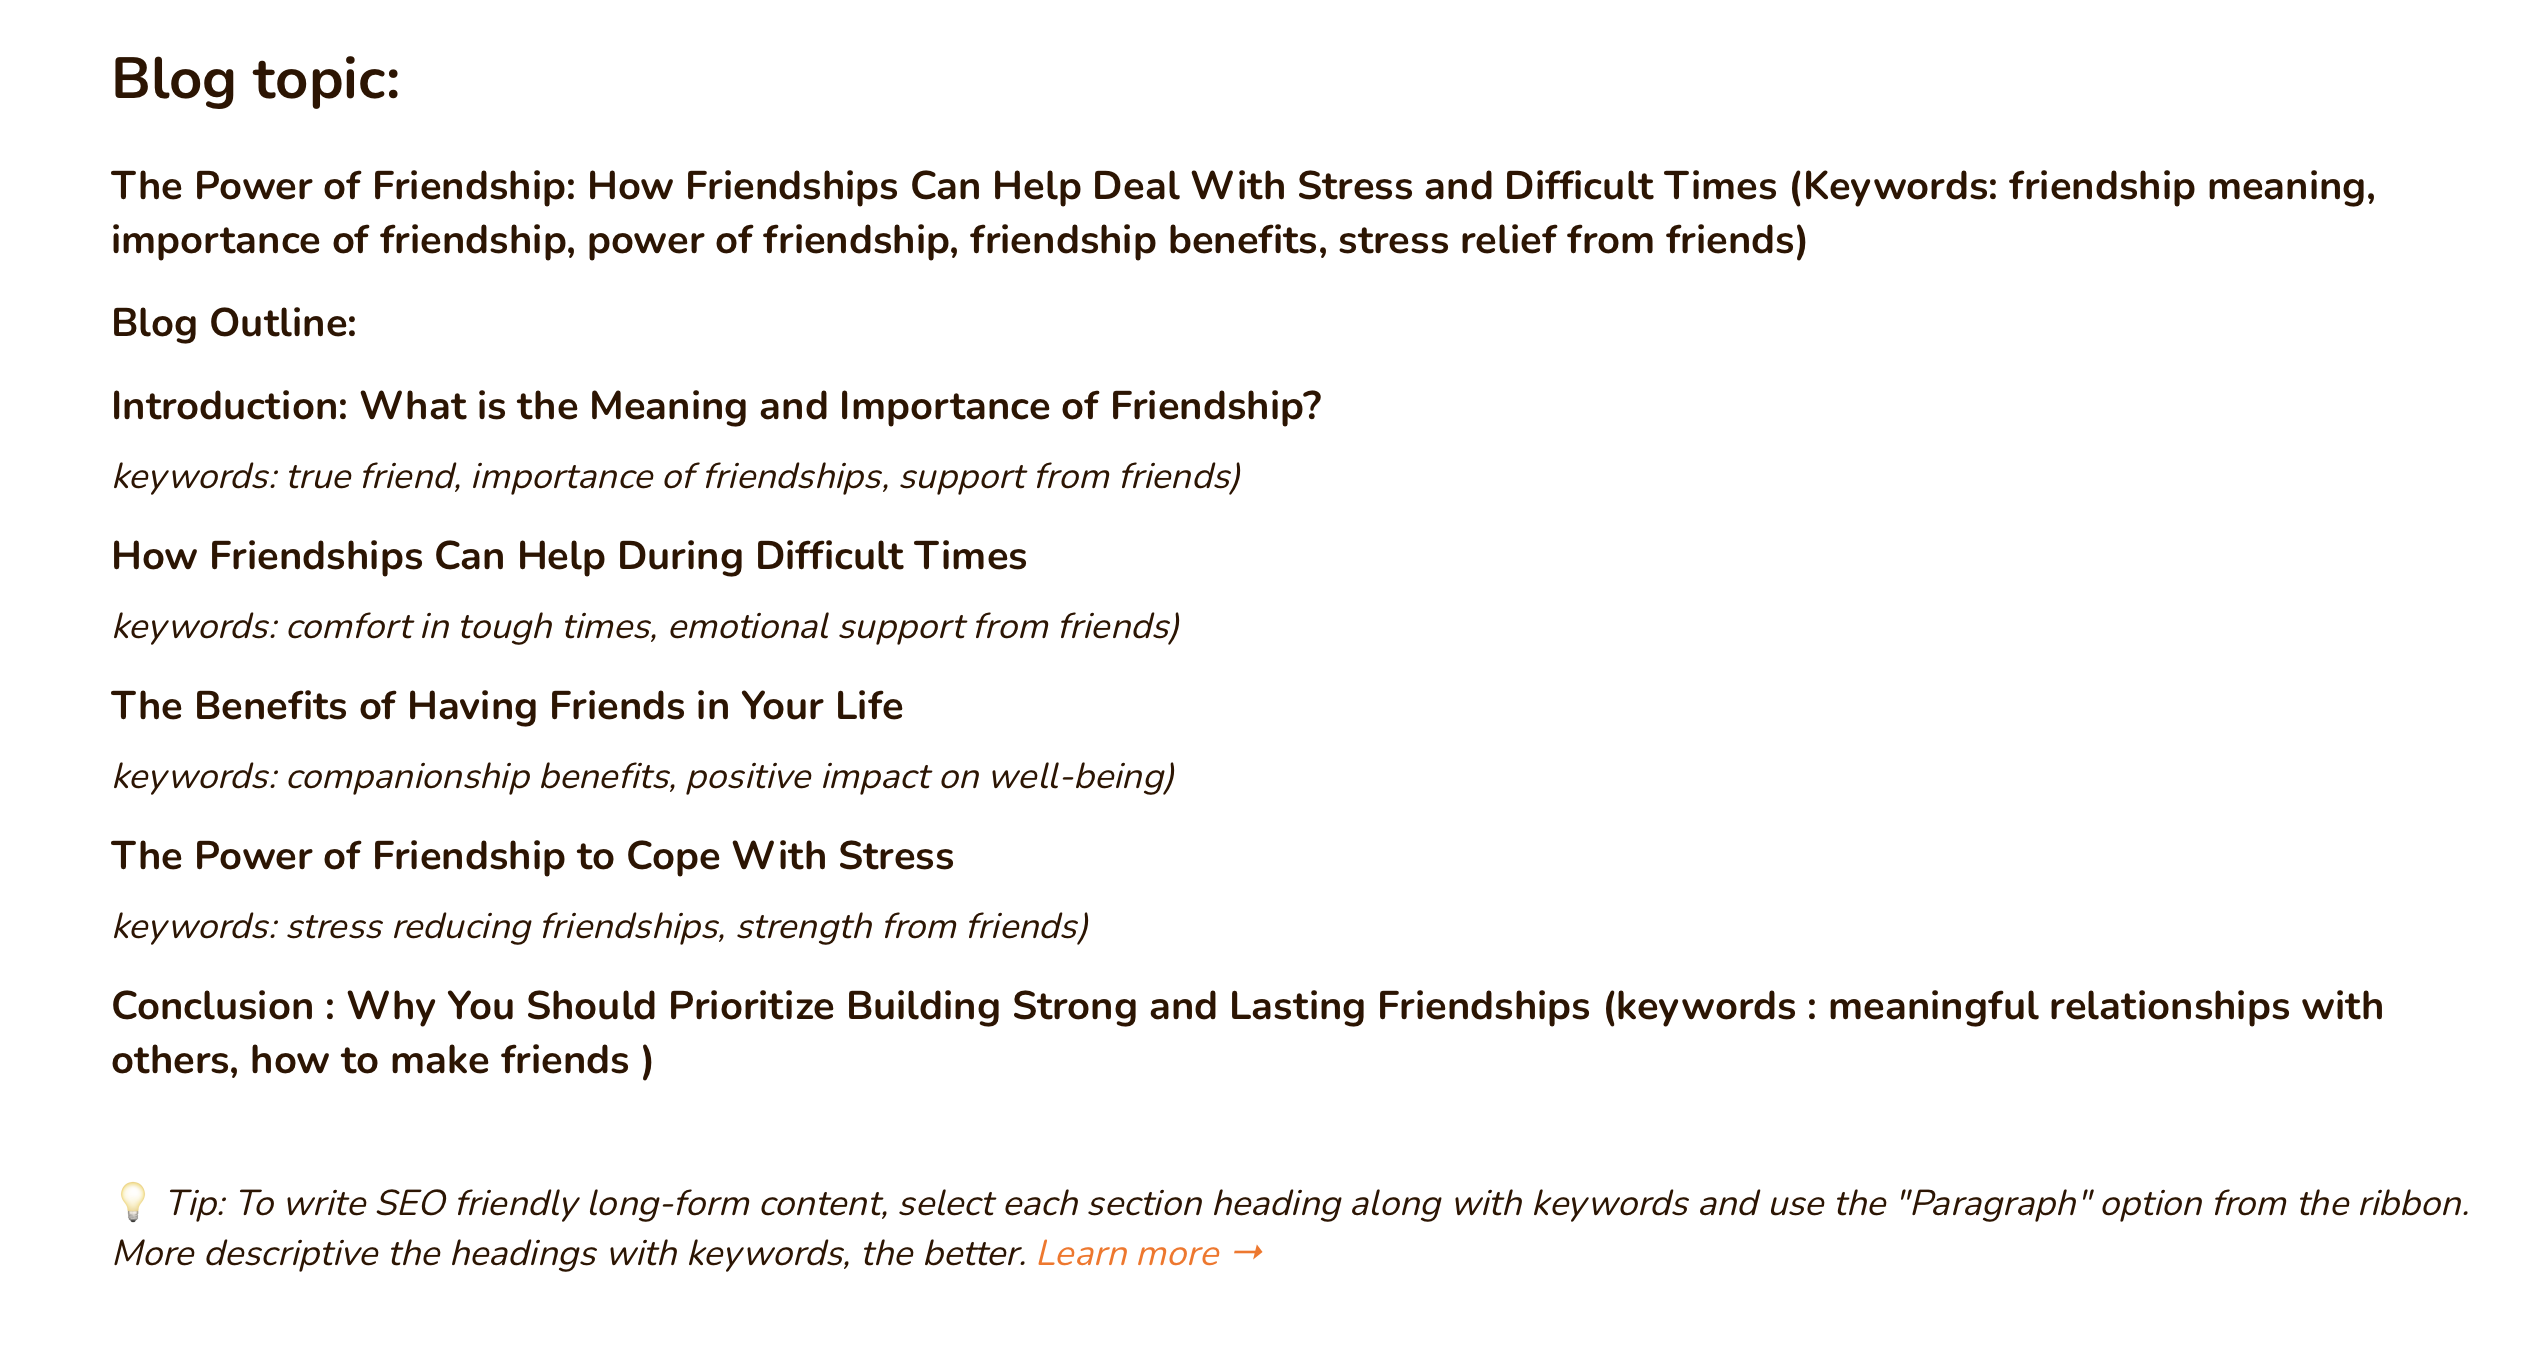 Blog topic:
The Power of Friendship: How Friendships Can Help Deal With Stress and Difficult Times (Keywords: friendship meaning,
importance of friendship, power of friendship, friendship benefits, stress relief from friends)
Blog Outline:
Introduction: What is the Meaning and Importance of Friendship?
keywords: true friend, importance of friendships, support from friends)
How Friendships Can Help During Difficult Times
keywords: comfort in tough times, emotional support from friends)
The Benefits of Having Friends in Your Life
keywords: companionship benefits, positive impact on well-being)
The Power of Friendship to Cope With Stress
keywords: stress reducing friendships, strength from friends)
Conclusion : Why You Should Prioritize Building Strong and Lasting Friendships (keywords : meaningful relationships with
others, how to make friends )
💡 Tip: To write SEO friendly long-form content, select each section heading along with keywords and use the "Paragraph" option from the ribbon.
More descriptive the headings with keywords, the better. Learn more →